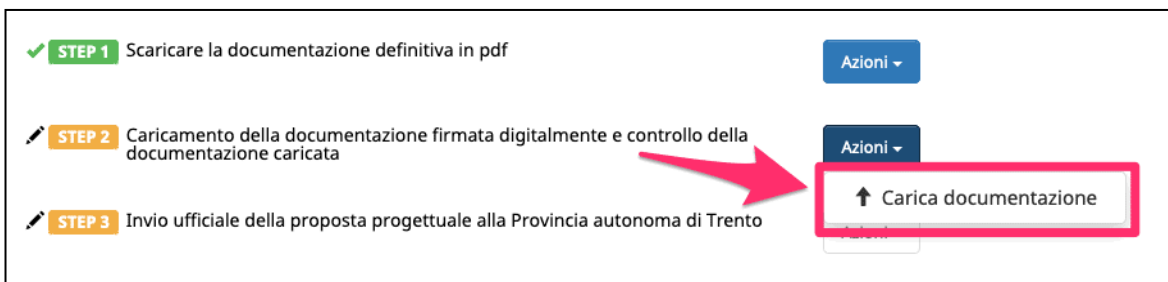 STEP 1 Scaricare la documentazione definitiva in pdf
Azioni
STEP 2 Caricamento della documentazione firmata digitalmente e controllo della
documentazione caricata
Azioni
Carica documentazione
STEP 3 Invio ufficiale della proposta progettuale alla Provincia autonoma di Trento